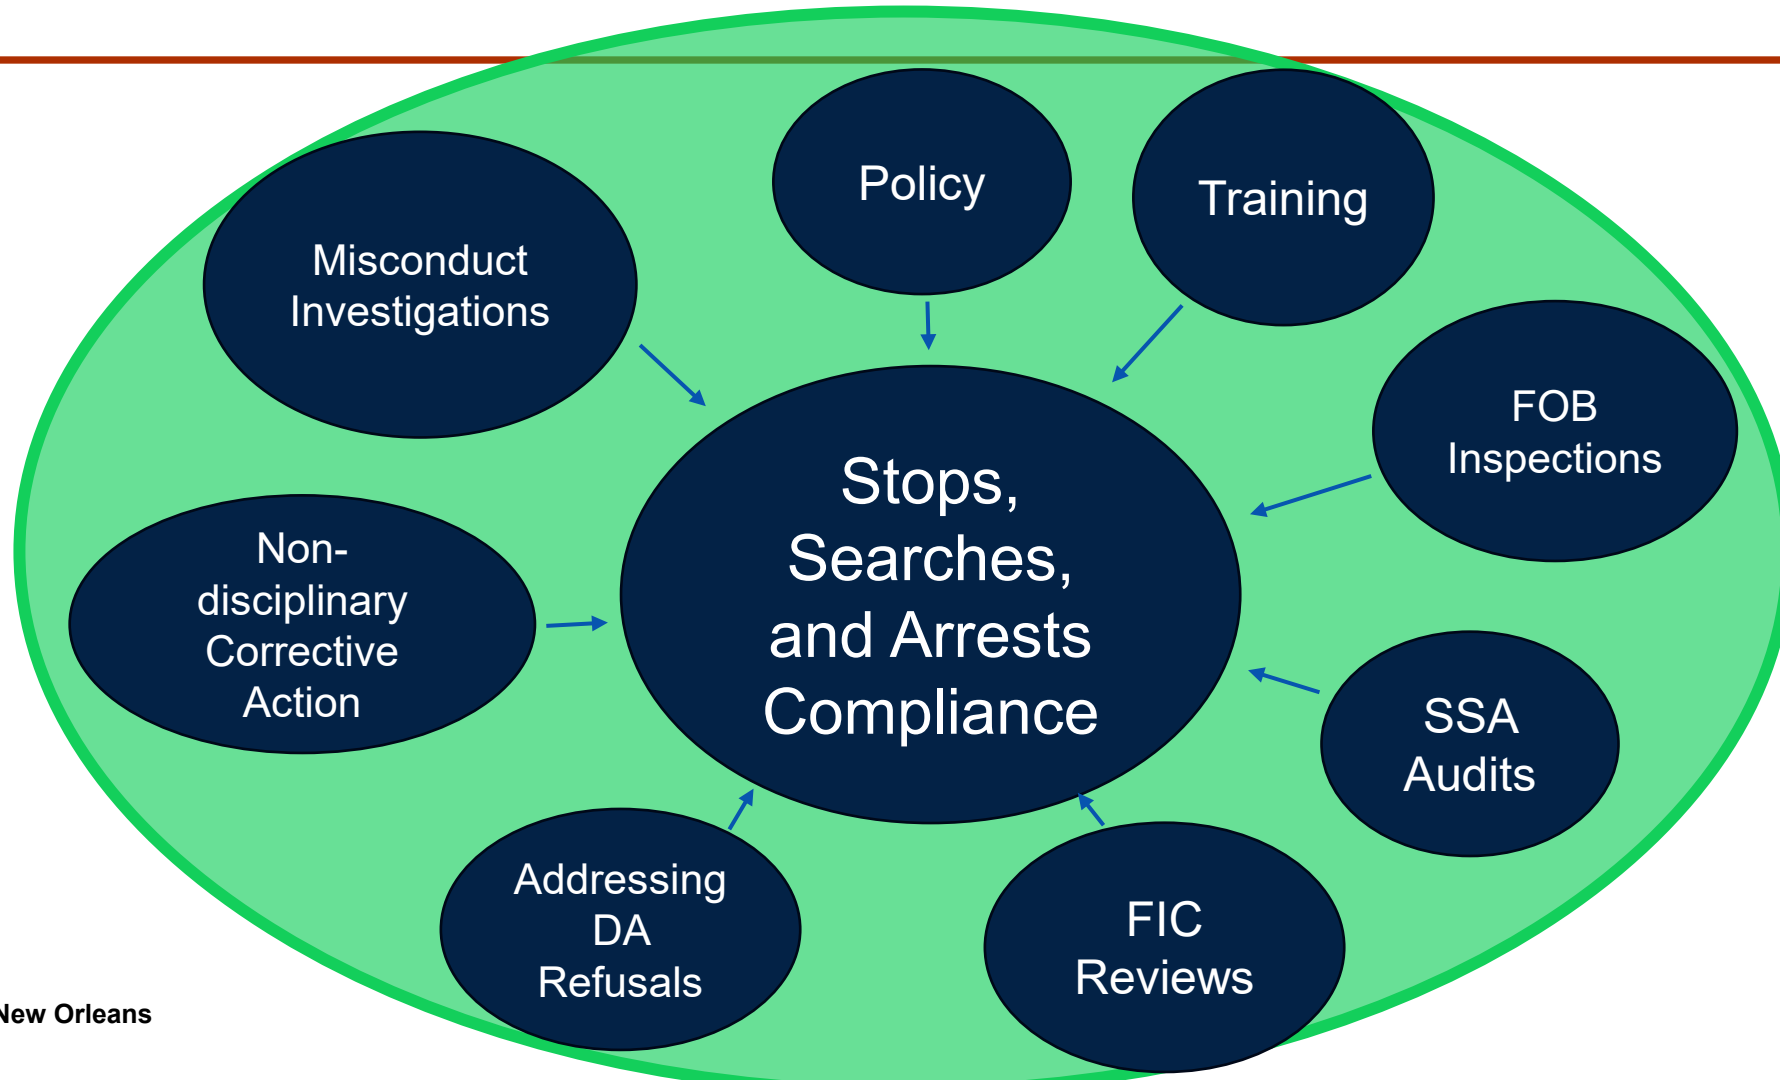 Policy
Training
Misconduct
Investigations
FOB
Inspections
Stops,
Searches,
and Arrests
Compliance
Non-
disciplinary
Corrective
Action
SSA
Audits
Addressing
DA
Refusals
FIC
Reviews
New Orleans